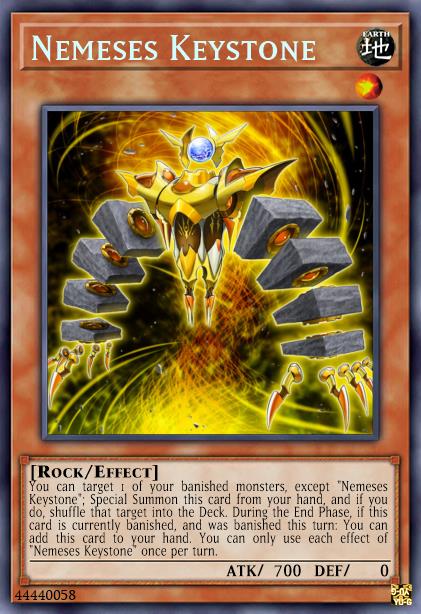 NEMESES KEYSTONE
EARTH
地
[ROCK/EFFECT]
You can target 1 of your banished monsters, except "Nemeses
Keystone"; Special Summon this card from your hand, and if you
do, shuffle that target into the Deck. During the End Phase, if this
card is currently banished, and was banished this turn: You can
add this card to your hand. You can only use each effect of
"Nemeses Keystone" once per turn.
ATK/ 700 DEF/ 0
44440058